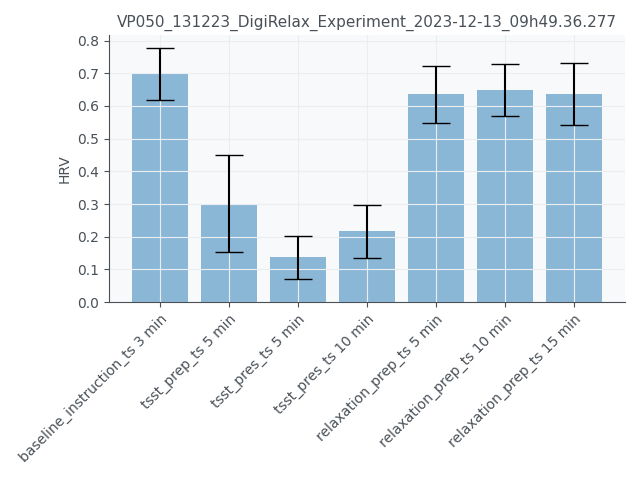 VP050_131223_DigiRelax_Experiment_2023-12-13_09h49.36.277
HRV
0.8
0.7
0.6
0.5
0.4
0.3
0.2
0.1
0.0
baseline_instruction_ts 3 min
tsst_prep_ts 5 min
tsst_pres_ts 5 min
tsst_pres_ts 10 min
relaxation_prep_ts 5 min
relaxation_prep_ts 10 min
relaxation_prep_ts 15 min